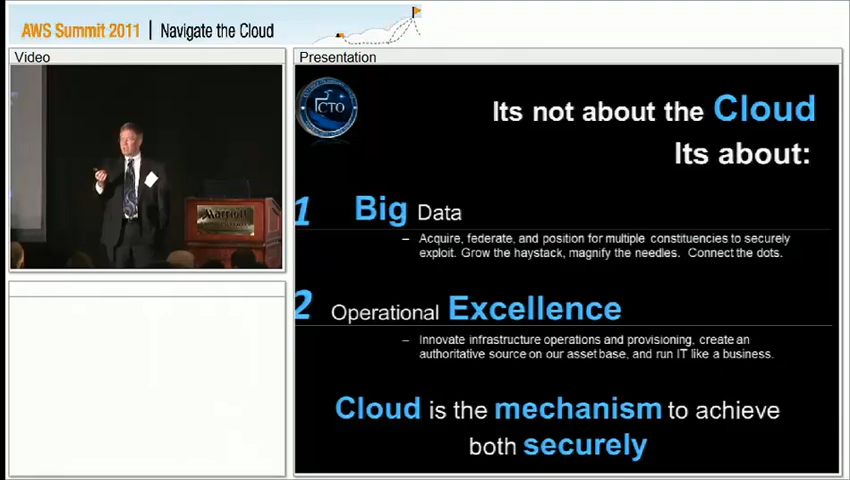 AWS Summit 2011 | Navigate the Cloud
Video
Presentation
Marriott
CTO
Its not about the Cloud
Its about:
1 Big Data
– Acquire, federate, and position for multiple constituencies to securely
exploit. Grow the haystack, magnify the needles. Connect the dots.
2 Operational Excellence
– Innovate infrastructure operations and provisioning, create an
authoritative source on our asset base, and run IT like a business.
Cloud is the mechanism to achieve
both securely